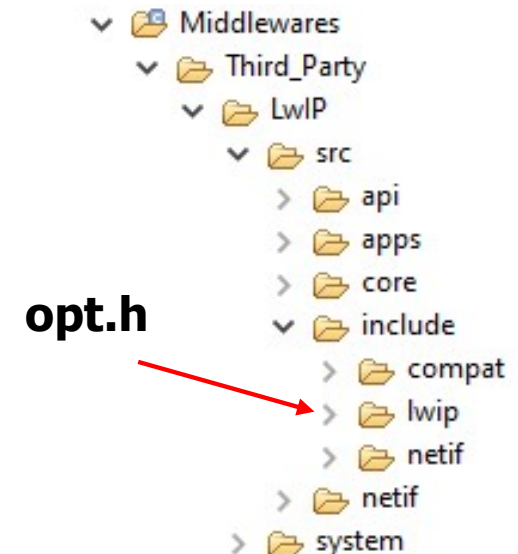 Middlewares
Third_Party
LwIP
src
api
apps
core
opt.h
include
compat
lwip
netif
netif
system